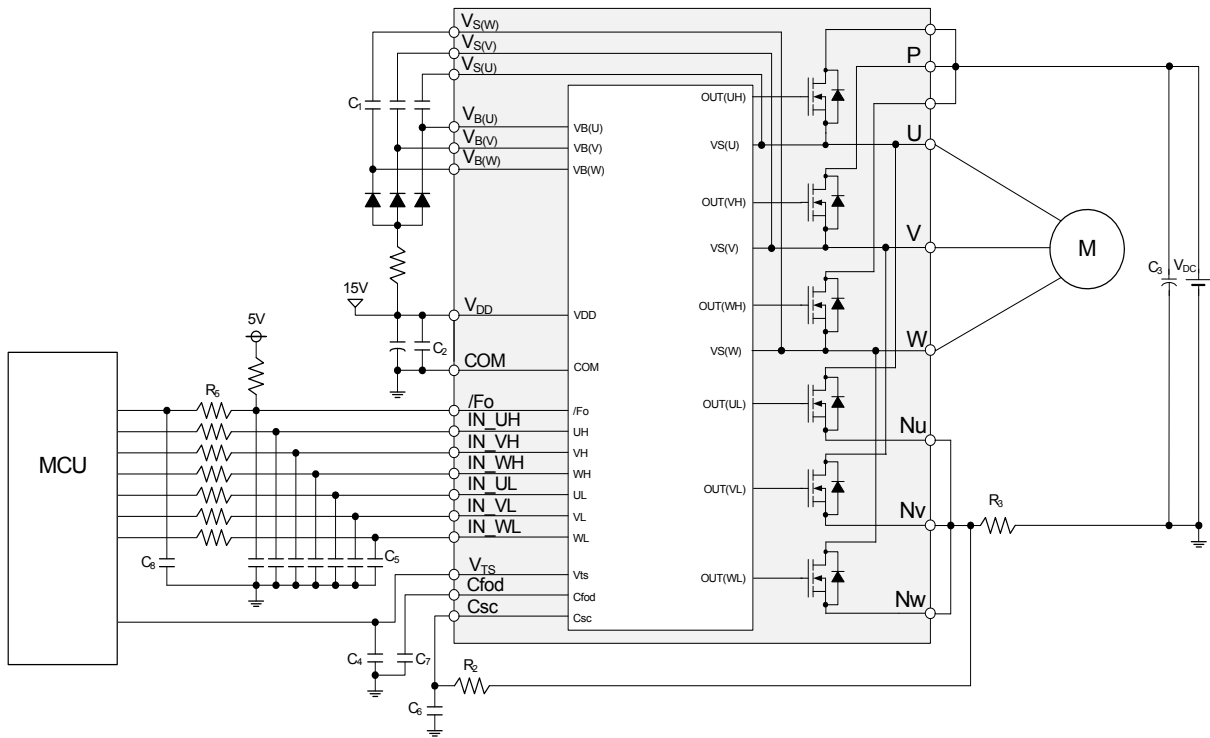 VS(W)
VS(V)
VS(U)
C1
VB(U)
VB(V)
VB(W)
15V
VDD
C2
COM
5V
MCU
R5
/Fo
IN_UH
IN_VH
IN_WH
IN_UL
IN_VL
IN_WL
C8
C5
VTS
Cfod
Csc
C4
C7
R2
C6
VB(U)
VB(V)
VB(W)
VDD
COM
/Fo
UH
VH
WH
UL
VL
WL
Vts
Cfod
Csc
OUT(UH)
VS(U)
OUT(VH)
VS(V)
OUT(WH)
VS(W)
OUT(UL)
OUT(VL)
OUT(WL)
P
U
V
W
Nu
Nv
Nw
M
R3
C3
VDC